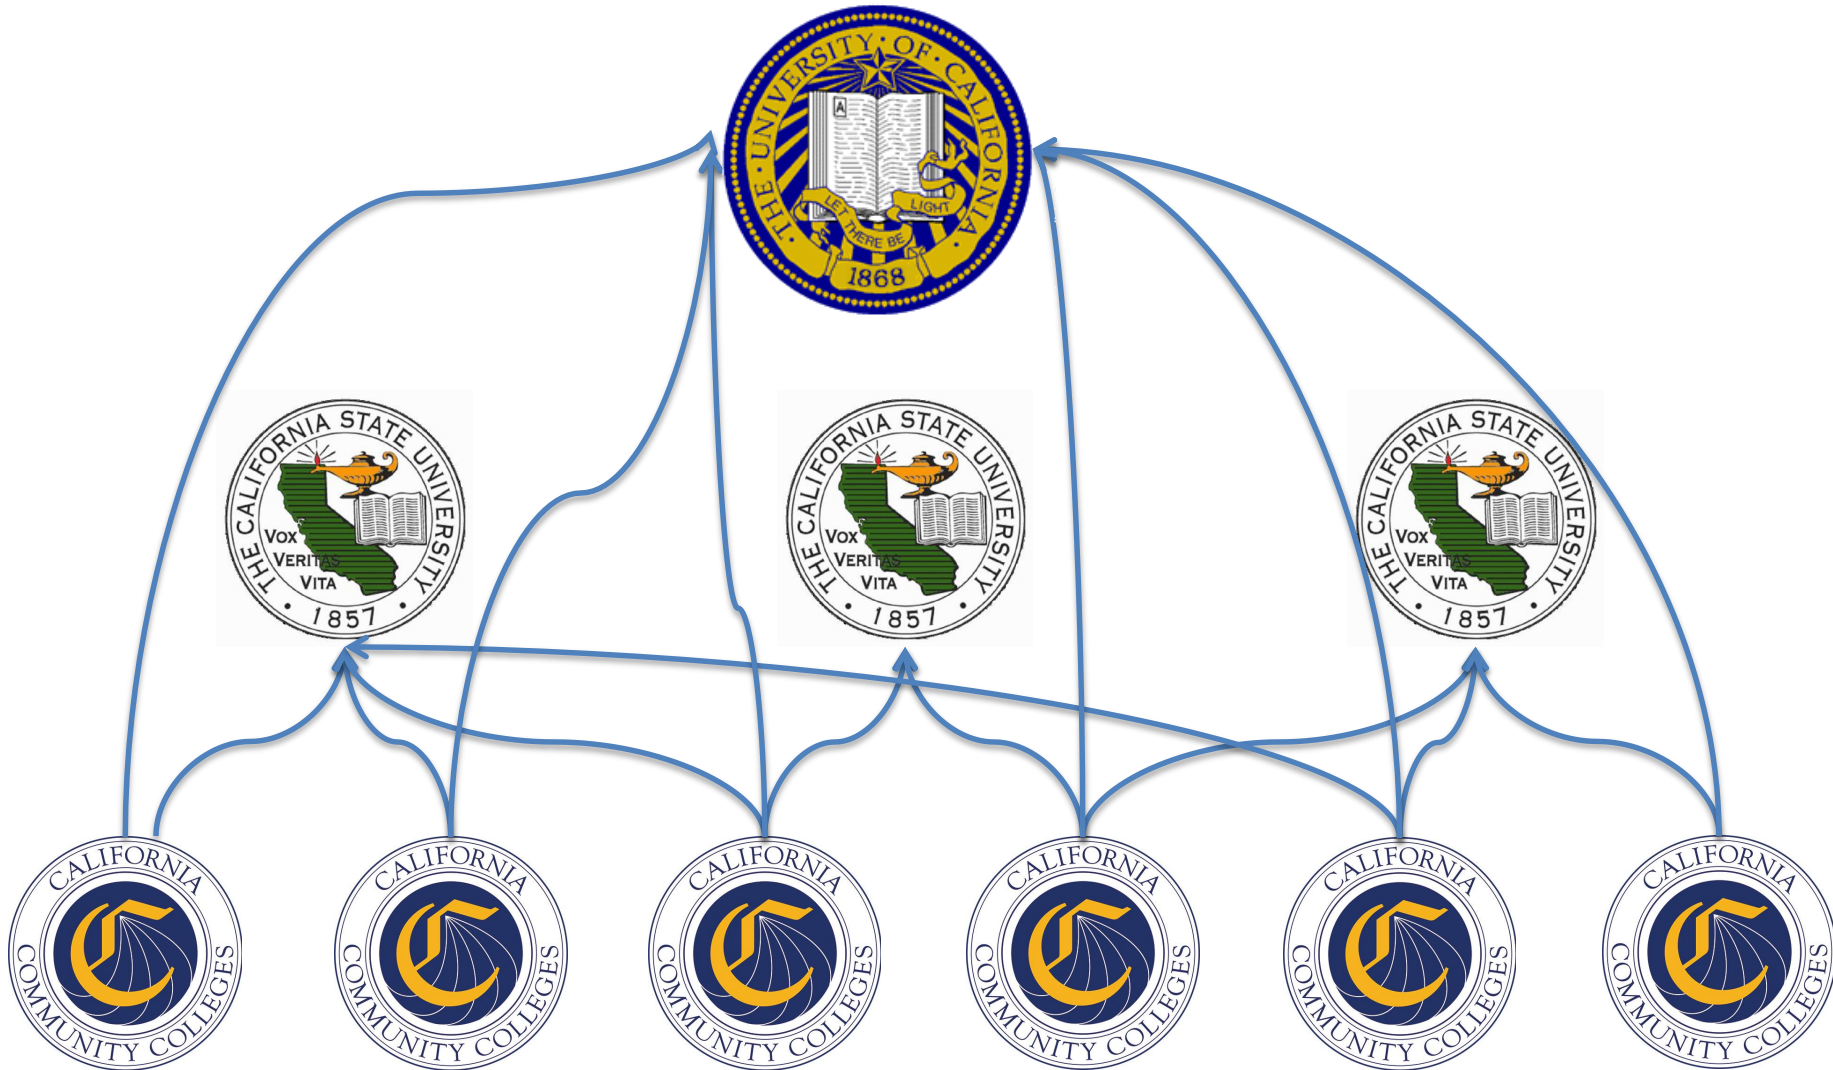 THE · UNIVERSITY · OF · CALIFORNIA
A
LET THERE BE LIGHT
1868
THE CALIFORNIA STATE UNIVERSITY
VOX
VERITAS
VITA
· 1857 ·
THE CALIFORNIA STATE UNIVERSITY
VOX
VERITAS
VITA
· 1857 ·
THE CALIFORNIA STATE UNIVERSITY
VOX
VERITAS
VITA
· 1857 ·
CALIFORNIA
COMMUNITY COLLEGES
C
CALIFORNIA
COMMUNITY COLLEGES
C
CALIFORNIA
COMMUNITY COLLEGES
C
CALIFORNIA
COMMUNITY COLLEGES
C
CALIFORNIA
COMMUNITY COLLEGES
C
CALIFORNIA
COMMUNITY COLLEGES
C